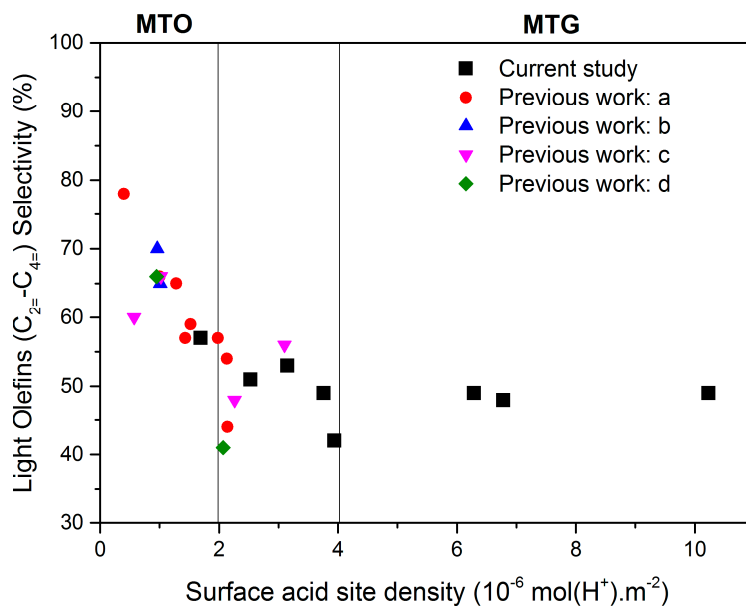 MTO MTG
100
90
80
70
60
50
40
30
Light Olefins (C₂₌-C₄₌) Selectivity (%)
Current study
Previous work: a
Previous work: b
Previous work: c
Previous work: d
0 2 4 6 8 10
Surface acid site density (10⁻⁶ mol(H⁺).m⁻²)